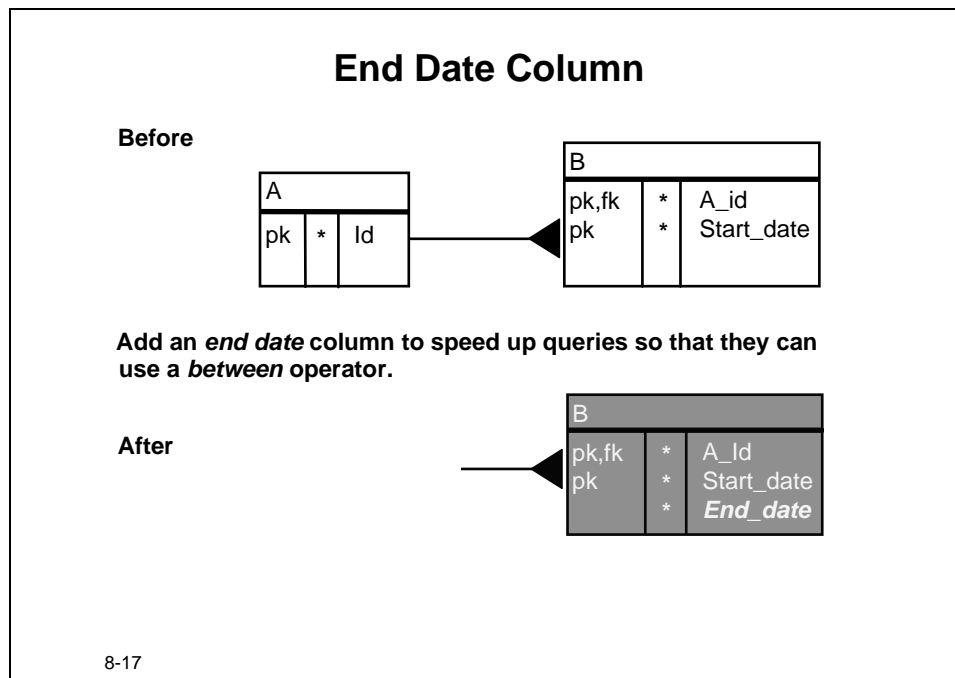 End Date Column
Before
A
pk * Id
B
pk,fk * A_id
pk * Start_date
Add an end date column to speed up queries so that they can
use a between operator.
After
B
pk,fk * A_Id
pk * Start_date
* End_date
8-17